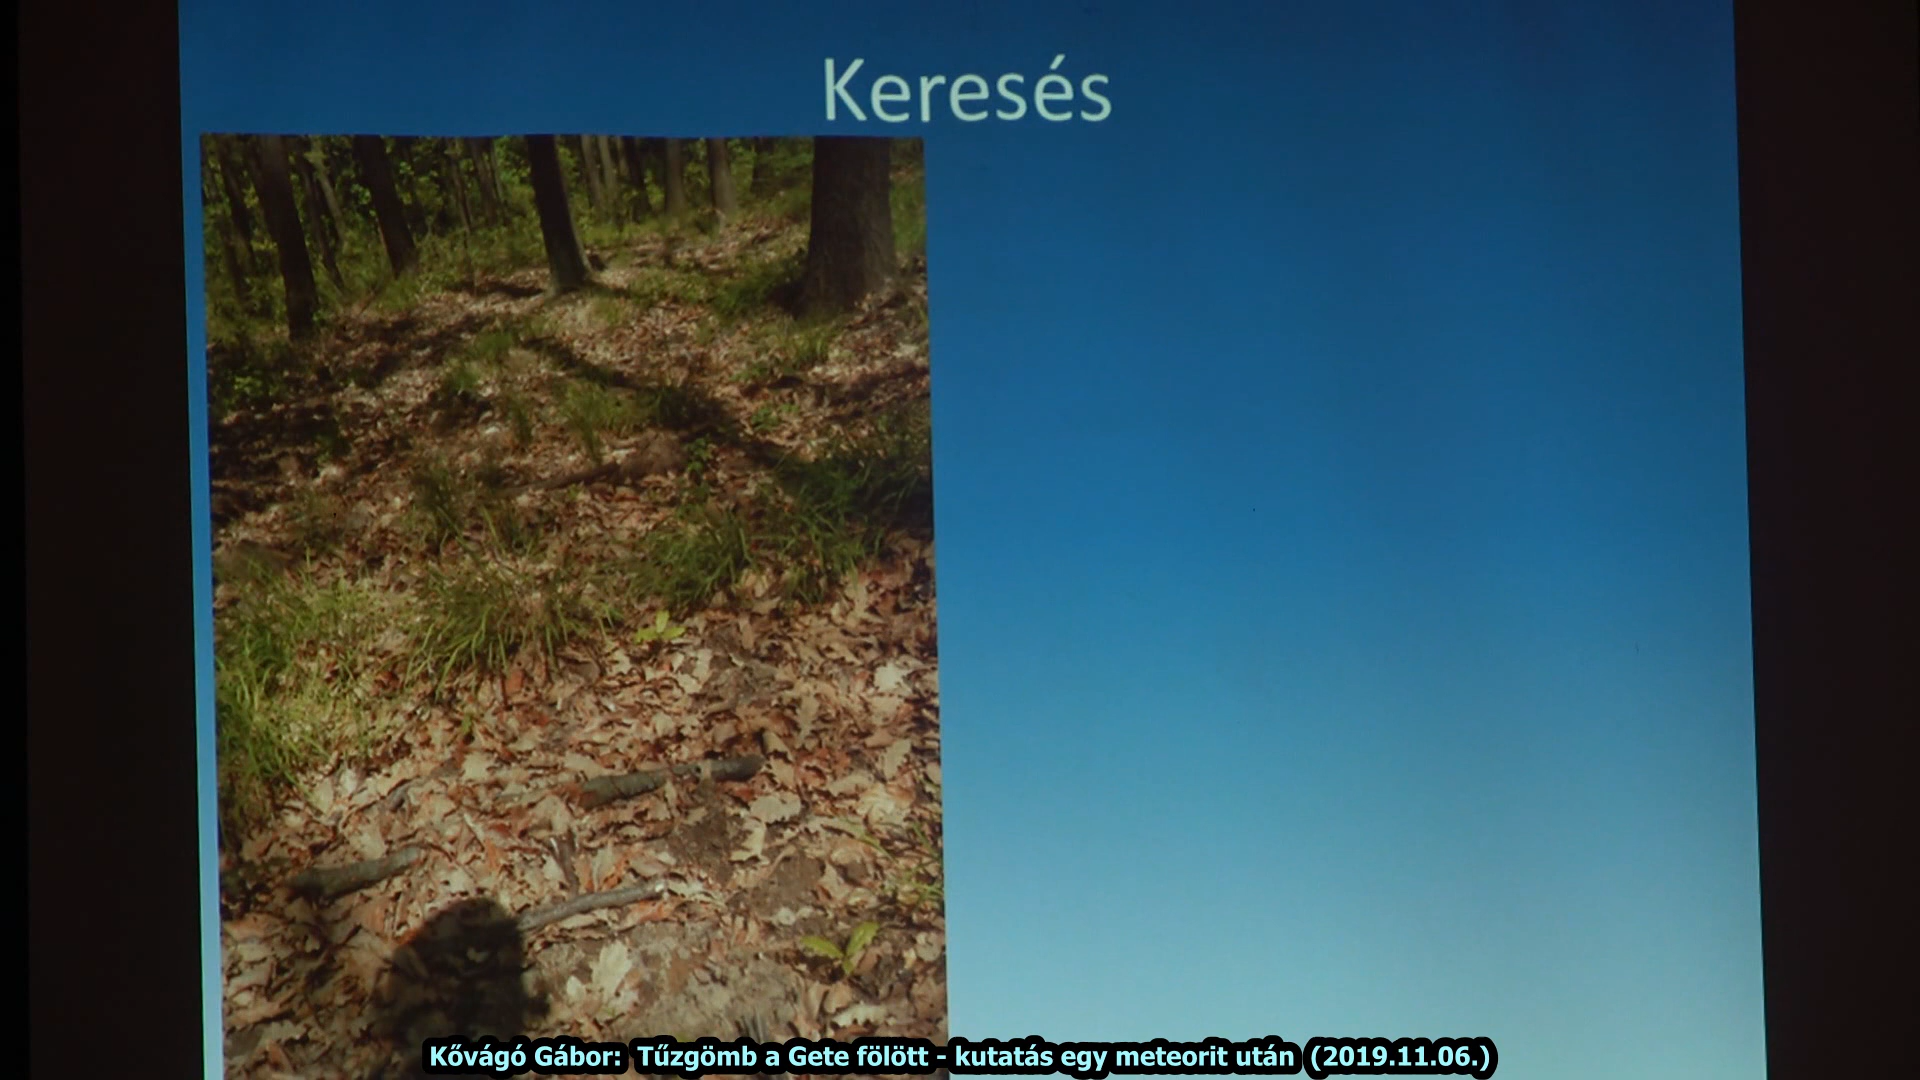 Keresés
Kővágó Gábor: Tűzgömb a Gete fölött - kutatás egy meteorit után (2019.11.06.)